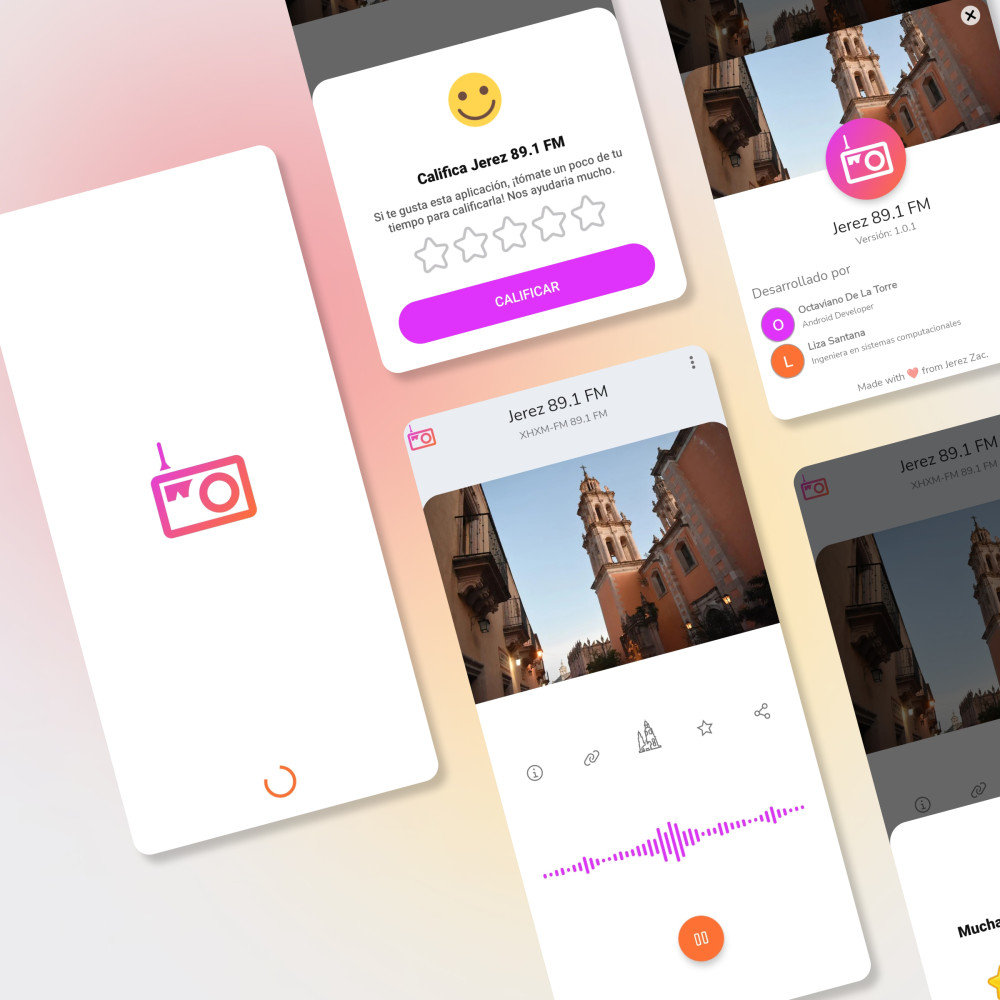 Califica Jerez 89.1 FM
Si te gusta esta aplicación, ¡tómate un poco de tu
tiempo para calificarla! Nos ayudaria mucho.
CALIFICAR
Jerez 89.1 FM
Versión: 1.0.1
Desarrollado por
O
Octaviano De La Torre
Android Developer
L
Liza Santana
Ingeniera en sistemas computacionales
Made with ❤️ from Jerez Zac.
Jerez 89.1 FM
XHXM-FM 89.1 FM
Jerez 89.1 FM
XHXM-FM 89.1 FM